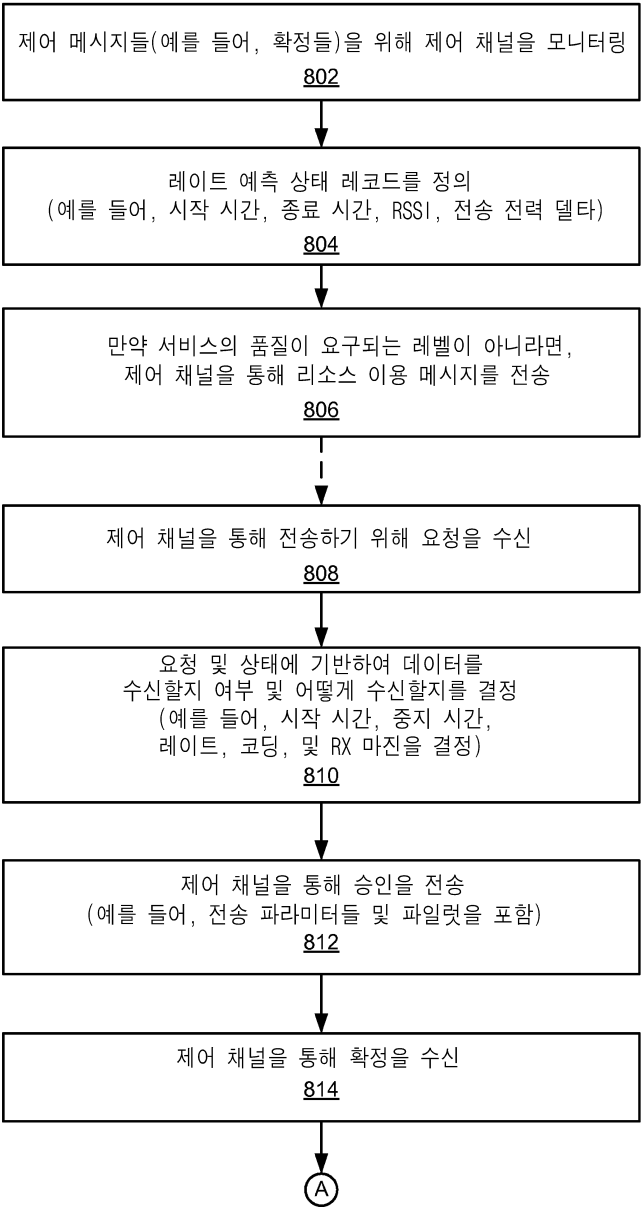 제어 메시지들(예를 들어, 확정들)을 위해 제어 채널을 모니터링
802
레이트 예측 상태 레코드를 정의
(예를 들어, 시작 시간, 종료 시간, RSSI, 전송 전력 델타)
804
만약 서비스의 품질이 요구되는 레벨이 아니라면,
제어 채널을 통해 리소스 이용 메시지를 전송
806
제어 채널을 통해 전송하기 위해 요청을 수신
808
요청 및 상태에 기반하여 데이터를
수신할지 여부 및 어떻게 수신할지를 결정
(예를 들어, 시작 시간, 중지 시간,
레이트, 코딩, 및 RX 마진을 결정)
810
제어 채널을 통해 승인을 전송
(예를 들어, 전송 파라미터들 및 파일럿을 포함)
812
제어 채널을 통해 확정을 수신
814
A